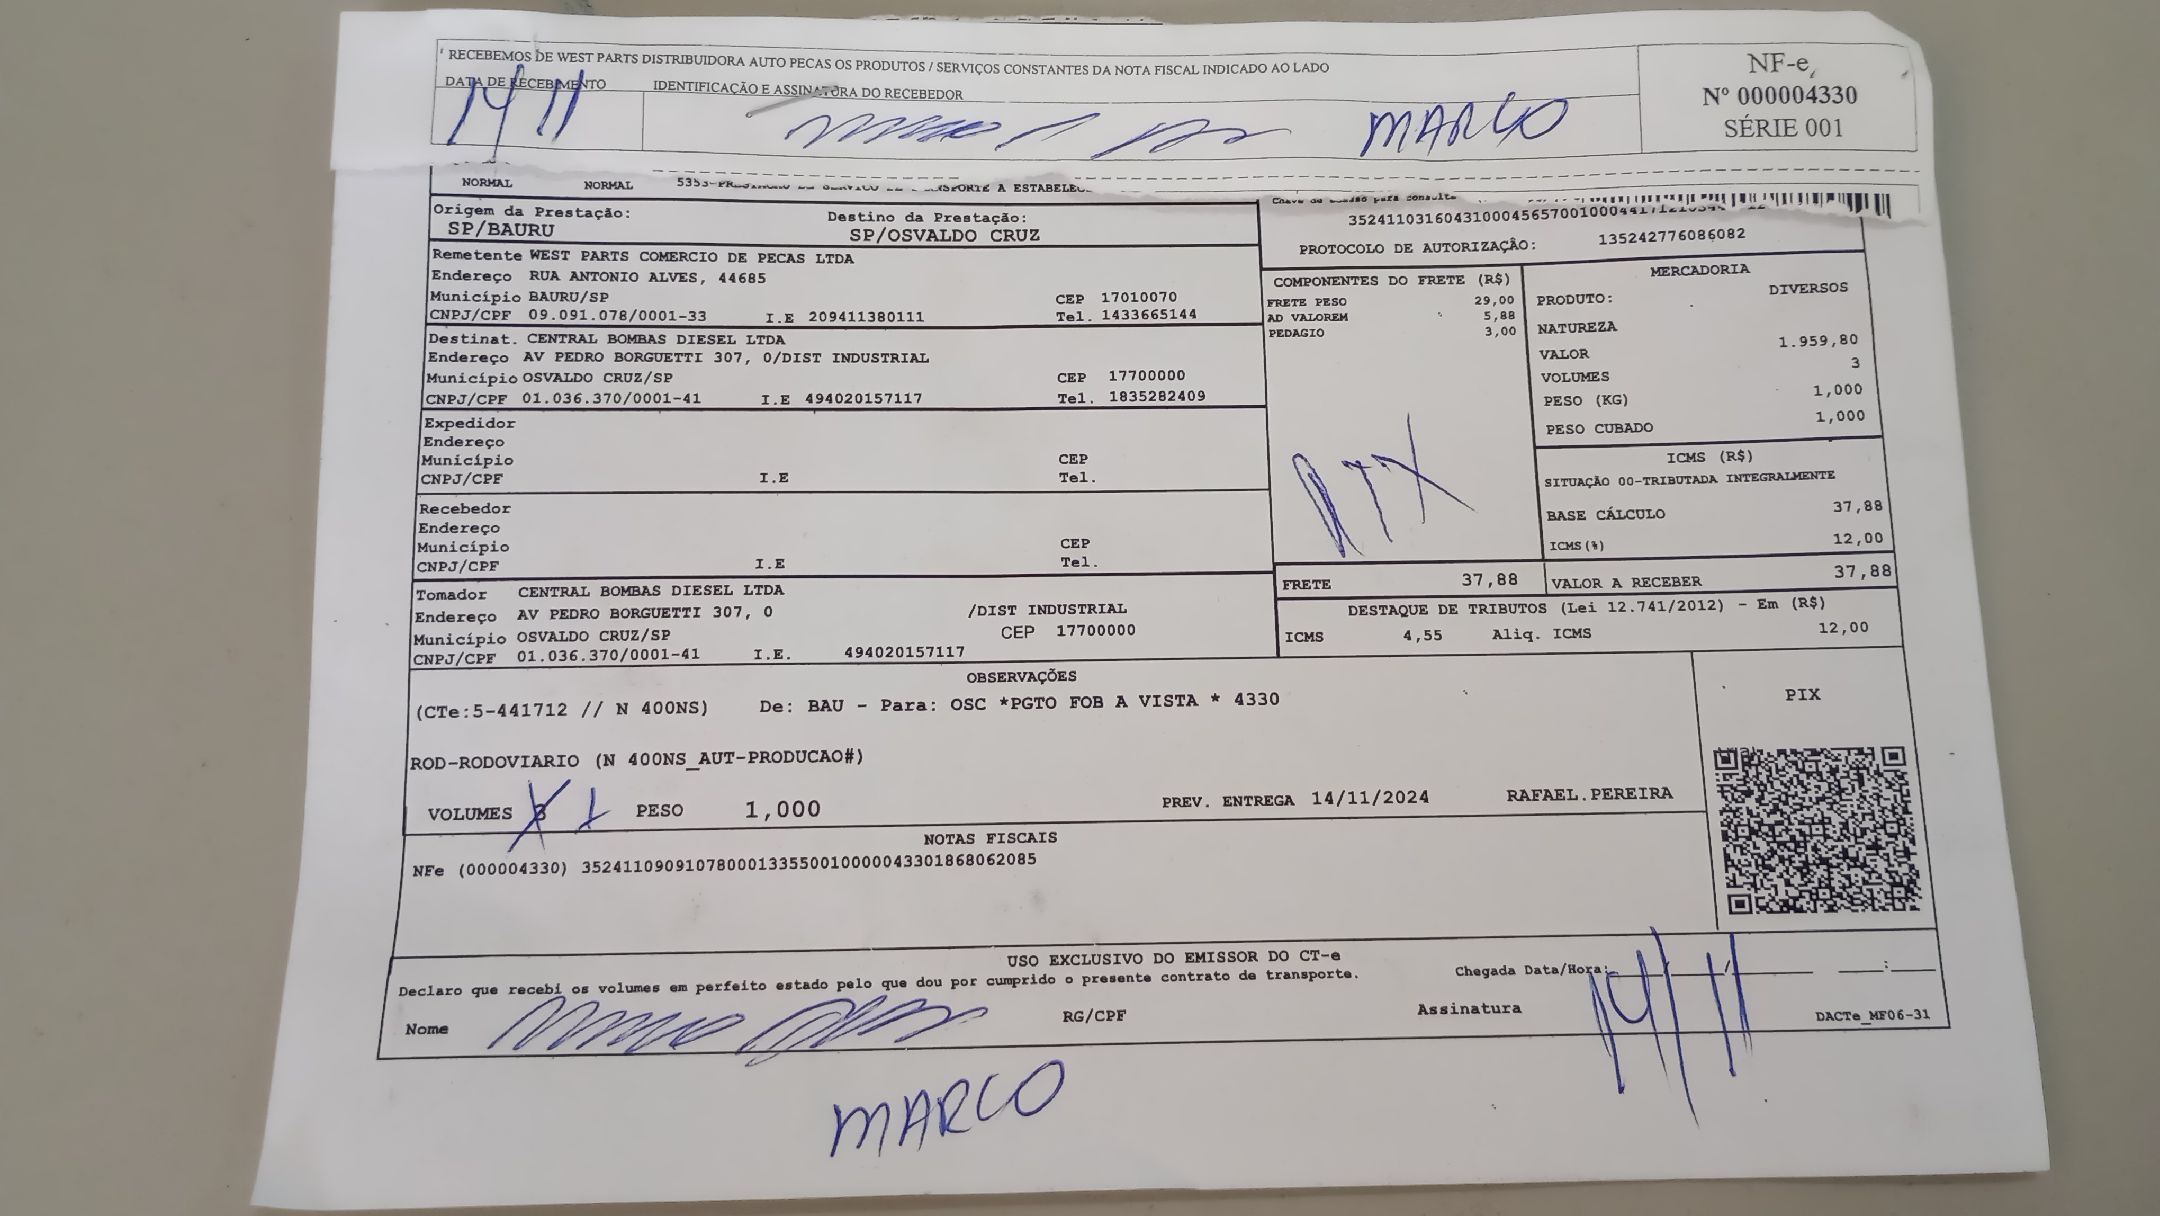 RECEBEMOS DE WEST PARTS DISTRIBUIDORA AUTO PECAS OS PRODUTOS / SERVIÇOS CONSTANTES DA NOTA FISCAL INDICADO AO LADO
DATA DE RECEBIMENTO IDENTIFICAÇÃO E ASSINATURA DO RECEBEDOR
14/11 MARCO
NF-e
Nº 000004330
SÉRIE 001
NORMAL NORMAL
Origem da Prestação: Destino da Prestação:
SP/BAURU SP/OSVALDO CRUZ
PROTOCOLO DE AUTORIZAÇÃO: 135242776086082
Remetente WEST PARTS COMERCIO DE PECAS LTDA
Endereço RUA ANTONIO ALVES, 44685
Município BAURU/SP CEP 17010070
CNPJ/CPF 09.091.078/0001-33 I.E 209411380111 Tel. 1433665144
Destinat. CENTRAL BOMBAS DIESEL LTDA
Endereço AV PEDRO BORGUETTI 307, 0/DIST INDUSTRIAL
Município OSVALDO CRUZ/SP CEP 17700000
CNPJ/CPF 01.036.370/0001-41 I.E 494020157117 Tel. 1835282409
Expedidor
Endereço
Município CEP
CNPJ/CPF I.E Tel.
Recebedor
Endereço
Município CEP
CNPJ/CPF I.E Tel.
Tomador CENTRAL BOMBAS DIESEL LTDA
Endereço AV PEDRO BORGUETTI 307, 0 /DIST INDUSTRIAL
Município OSVALDO CRUZ/SP CEP 17700000
CNPJ/CPF 01.036.370/0001-41 I.E. 494020157117
COMPONENTES DO FRETE (R$)
FRETE PESO 29,00
AD VALOREM 5,88
PEDAGIO 3,00
MERCADORIA
PRODUTO: DIVERSOS
NATUREZA
VALOR 1.959,80
VOLUMES 3
PESO (KG) 1,000
PESO CUBADO 1,000
ICMS (R$)
SITUAÇÃO 00-TRIBUTADA INTEGRALMENTE
BASE CÁLCULO 37,88
ICMS(%) 12,00
FRETE 37,88 VALOR A RECEBER 37,88
DESTAQUE DE TRIBUTOS (Lei 12.741/2012) - Em (R$)
ICMS 4,55 Aliq. ICMS 12,00
OBSERVAÇÕES
(CTe:5-441712 // N 400NS) De: BAU - Para: OSC *PGTO FOB A VISTA * 4330
ROD-RODOVIARIO (N 400NS_AUT-PRODUCAO#)
VOLUMES 3 1 PESO 1,000 PREV. ENTREGA 14/11/2024 RAFAEL.PEREIRA
PIX
NOTAS FISCAIS
NFe (000004330) 35241109091078000133550010000043301868062085
USO EXCLUSIVO DO EMISSOR DO CT-e
Declaro que recebi os volumes em perfeito estado pelo que dou por cumprido o presente contrato de transporte.
Chegada Data/Hora: / / :
Nome RG/CPF Assinatura 14/11 DACTe_MF06-31
MARCO